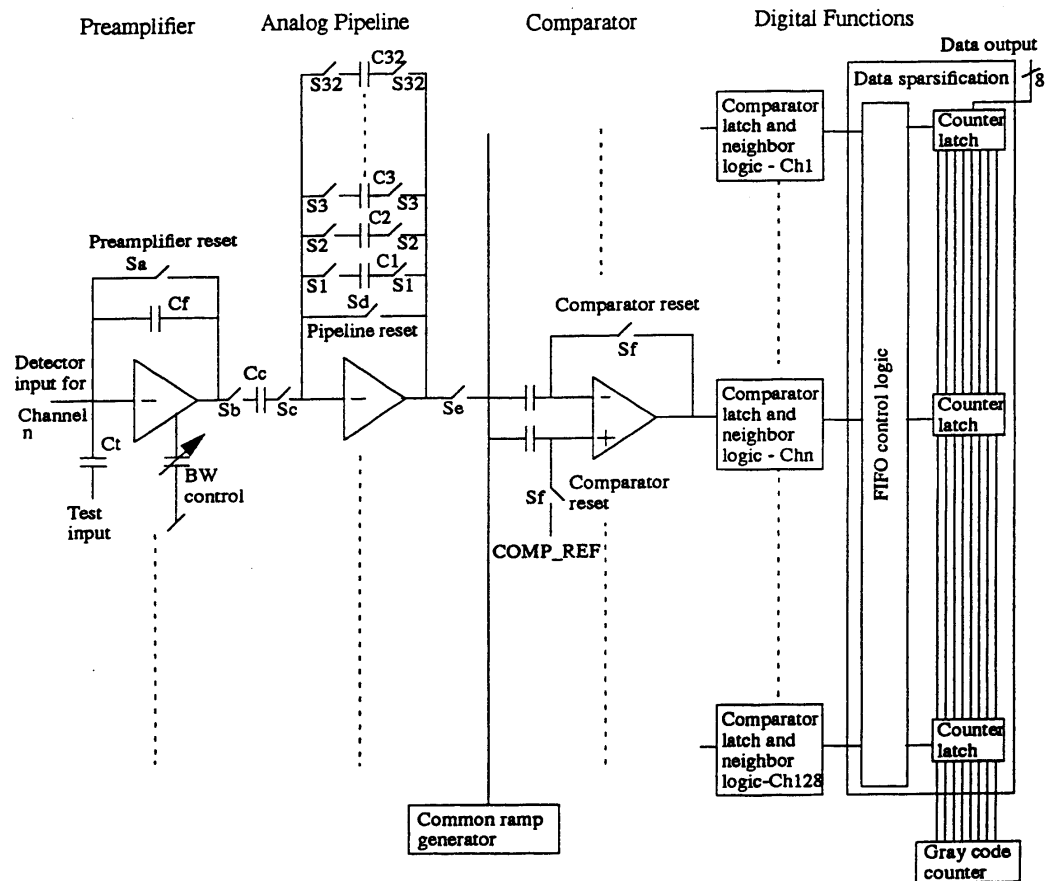 Preamplifier
Analog Pipeline
Comparator
Digital Functions
Data output
8
Data sparsification
C32
S32
S32
C3
S3
S3
C2
S2
S2
C1
S1
S1
Sd
Pipeline reset
Preamplifier reset
Sa
Cf
Detector
input for
Channel
n
Ct
Test
input
Sb
Cc
Sc
Se
BW
control
Comparator reset
Sf
Sf
Comparator
reset
COMP_REF
Common ramp
generator
Comparator
latch and
neighbor
logic - Ch1
Comparator
latch and
neighbor
logic - Chn
Comparator
latch and
neighbor
logic-Ch128
FIFO control logic
Counter
latch
Counter
latch
Counter
latch
Gray code
counter
−
−
−
+